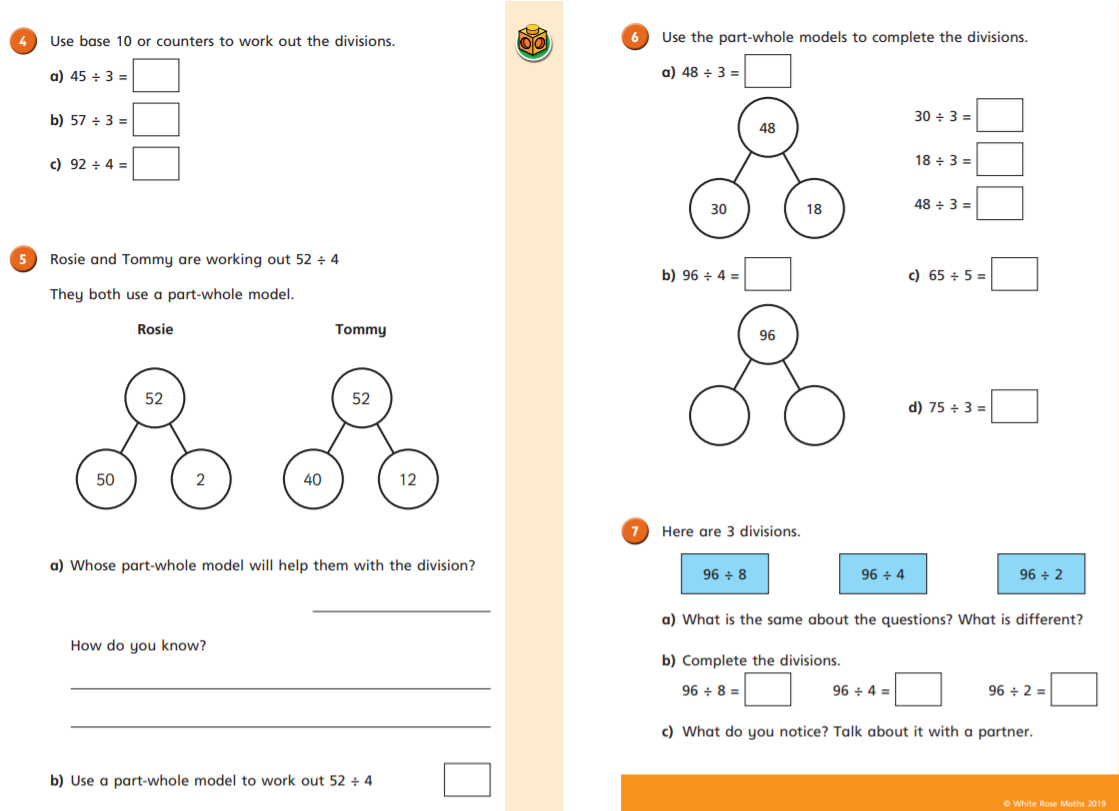 4 Use base 10 or counters to work out the divisions.
a) 45 ÷ 3 =
b) 57 ÷ 3 =
c) 92 ÷ 4 =
5 Rosie and Tommy are working out 52 ÷ 4
They both use a part-whole model.
Rosie Tommy
52 52
50 2 40 12
a) Whose part-whole model will help them with the division?
How do you know?
b) Use a part-whole model to work out 52 ÷ 4
6 Use the part-whole models to complete the divisions.
a) 48 ÷ 3 =
48
30 18
30 ÷ 3 =
18 ÷ 3 =
48 ÷ 3 =
b) 96 ÷ 4 =
96
c) 65 ÷ 5 =
d) 75 ÷ 3 =
7 Here are 3 divisions.
96 ÷ 8 96 ÷ 4 96 ÷ 2
a) What is the same about the questions? What is different?
b) Complete the divisions.
96 ÷ 8 = 96 ÷ 4 = 96 ÷ 2 =
c) What do you notice? Talk about it with a partner.
© White Rose Maths 2019